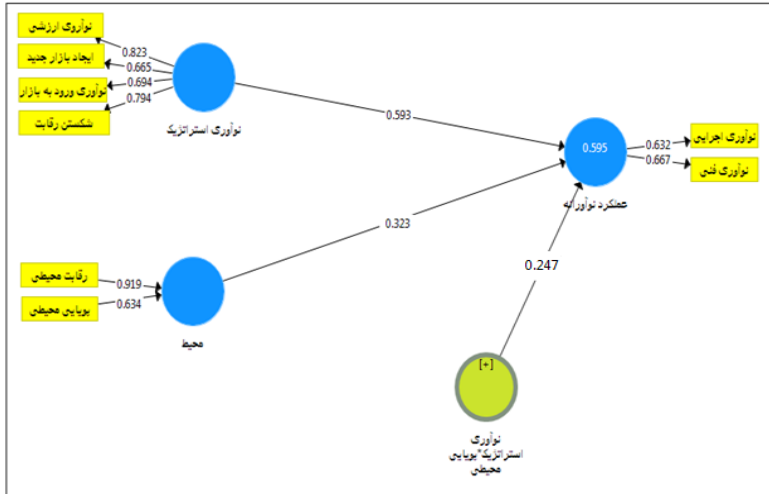 نوآروی ارزشی
0.823
ایجاد بازار جدید
0.665
نوآوری ورود به بازار
0.694
شکستن رقابت
0.794
نوآوری استراتژیک
0.593
0.595
عملکرد نوآورانه
0.632
نوآوری اجرایی
0.667
نوآوری فنی
0.323
رقابت محیطی
0.919
پویایی محیطی
0.634
محیط
0.247
[+]
نوآوری
استراتژیک*پویایی
محیطی